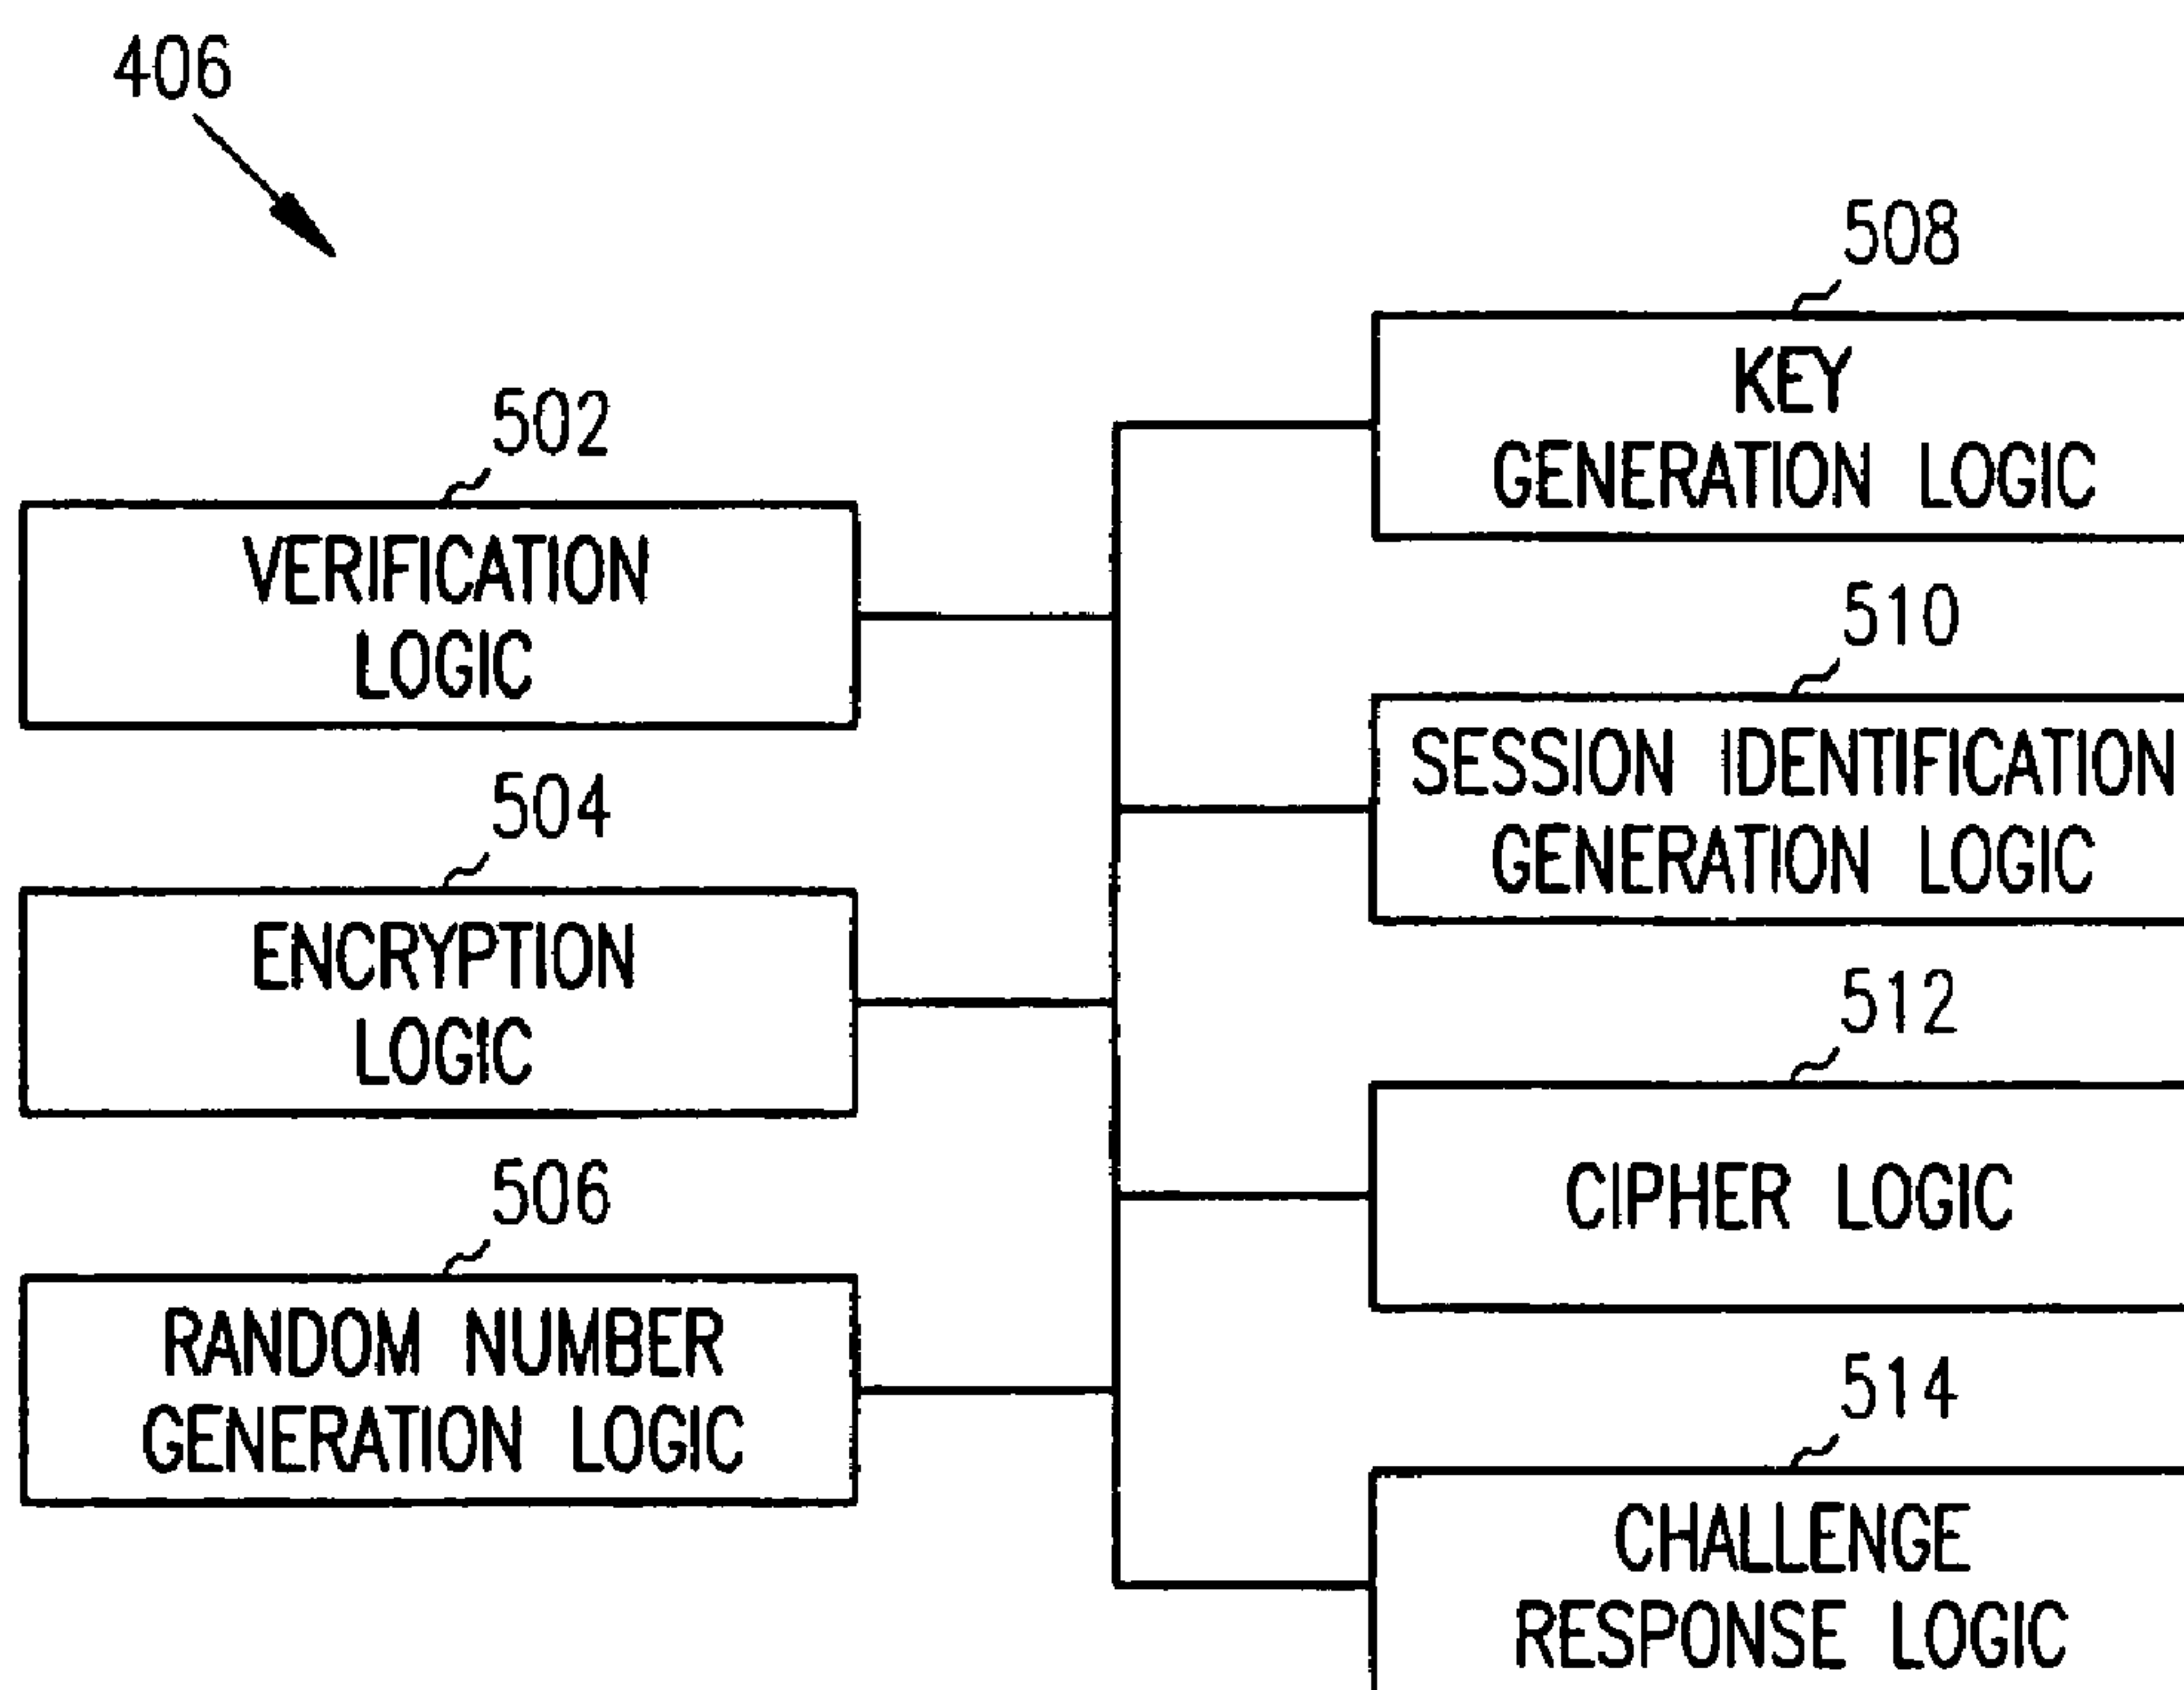 406
502
VERIFICATION
LOGIC
504
ENCRYPTION
LOGIC
506
RANDOM NUMBER
GENERATION LOGIC
508
KEY
GENERATION LOGIC
510
SESSION IDENTIFICATION
GENERATION LOGIC
512
CIPHER LOGIC
514
CHALLENGE
RESPONSE LOGIC